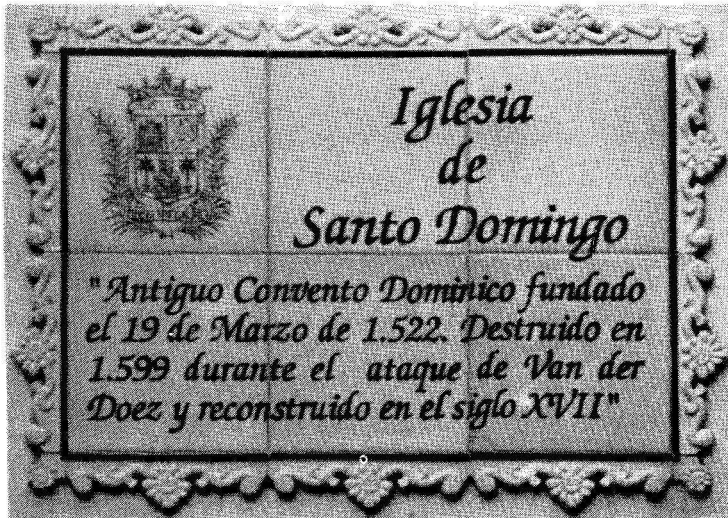 Iglesia
de
Santo Domingo
"Antiguo Convento Dominico fundado
el 19 de Marzo de 1.522. Destruido en
1.599 durante el ataque de Van der
Doez y reconstruido en el siglo XVII"